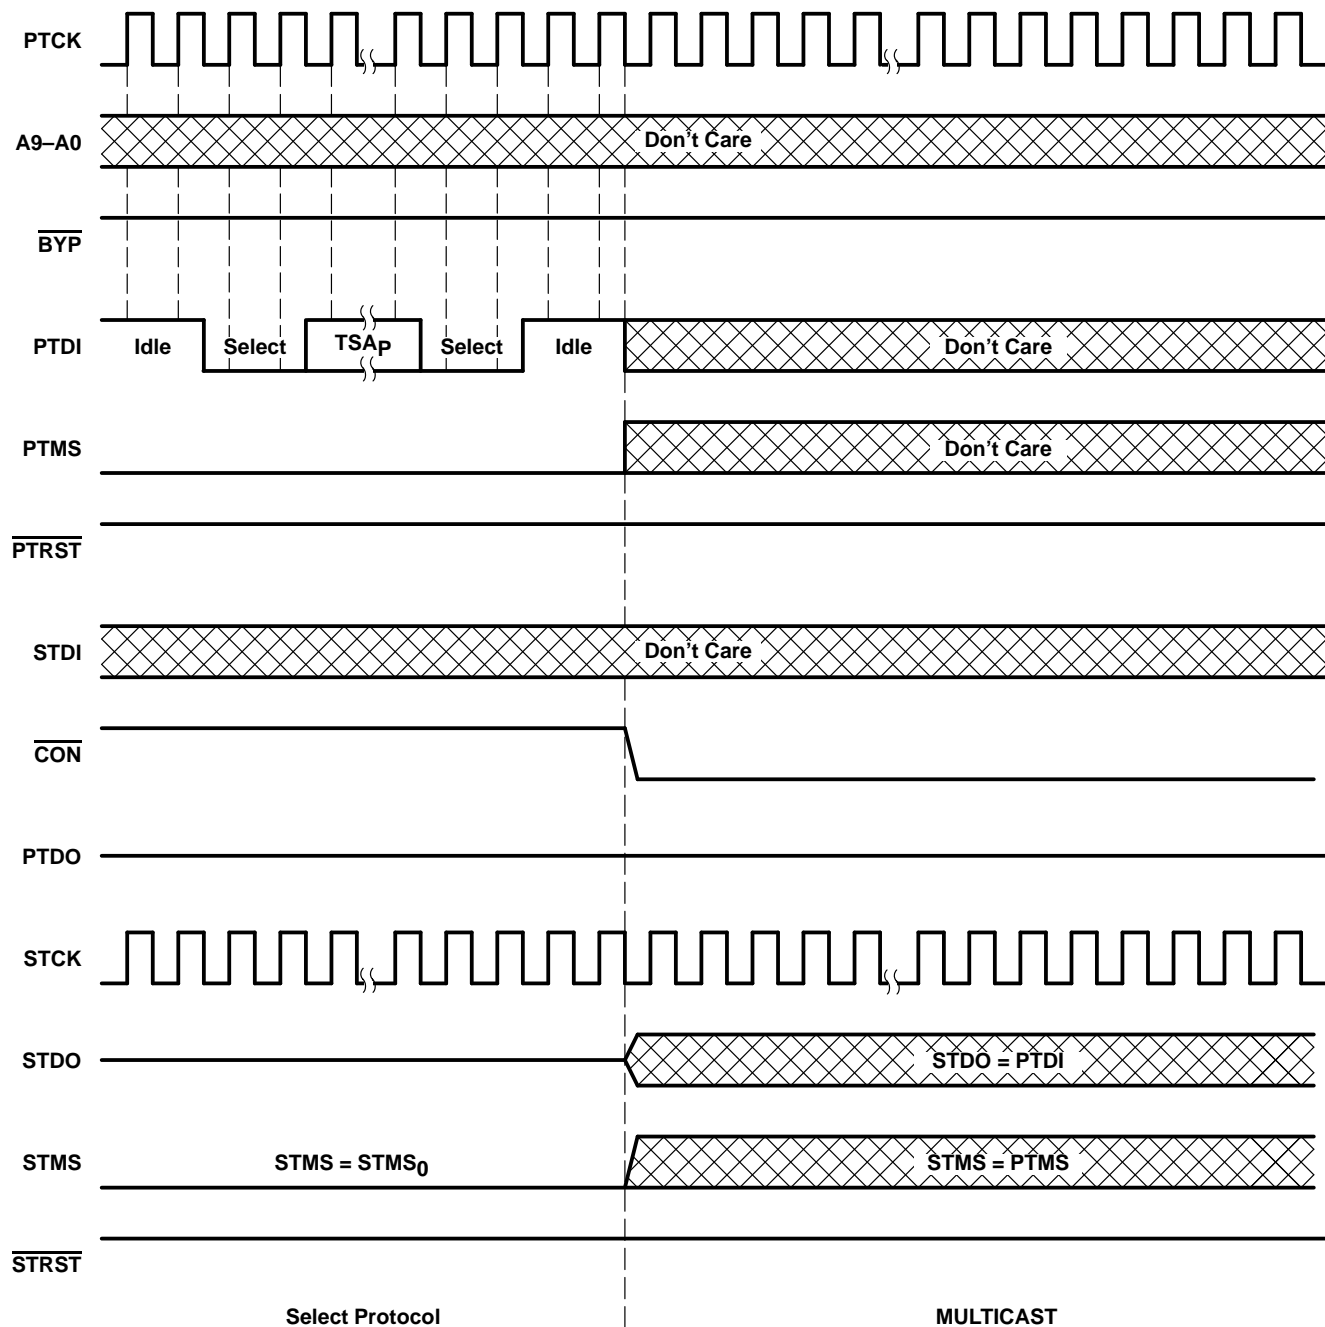 PTCK
A9–A0
Don't Care
BYP
PTDI
Idle
Select
TSAP
Select
Idle
Don't Care
PTMS
Don't Care
PTRST
STDI
Don't Care
CON
PTDO
STCK
STDO
STDO = PTDI
STMS
STMS = STMS0
STMS = PTMS
STRST
Select Protocol
MULTICAST